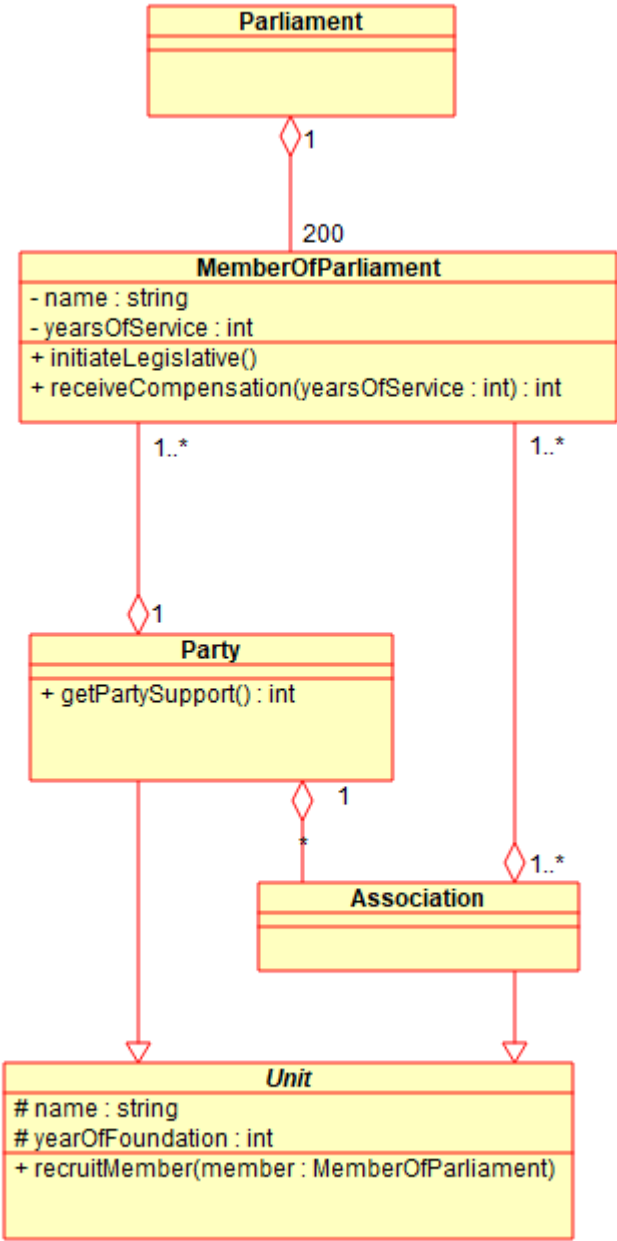 Parliament
1
200
MemberOfParliament
- name : string
- yearsOfService : int
+ initiateLegislative()
+ receiveCompensation(yearsOfService : int) : int
1..*
1..*
1
Party
+ getPartySupport() : int
1
*
1..*
Association
Unit
# name : string
# yearOfFoundation : int
+ recruitMember(member : MemberOfParliament)